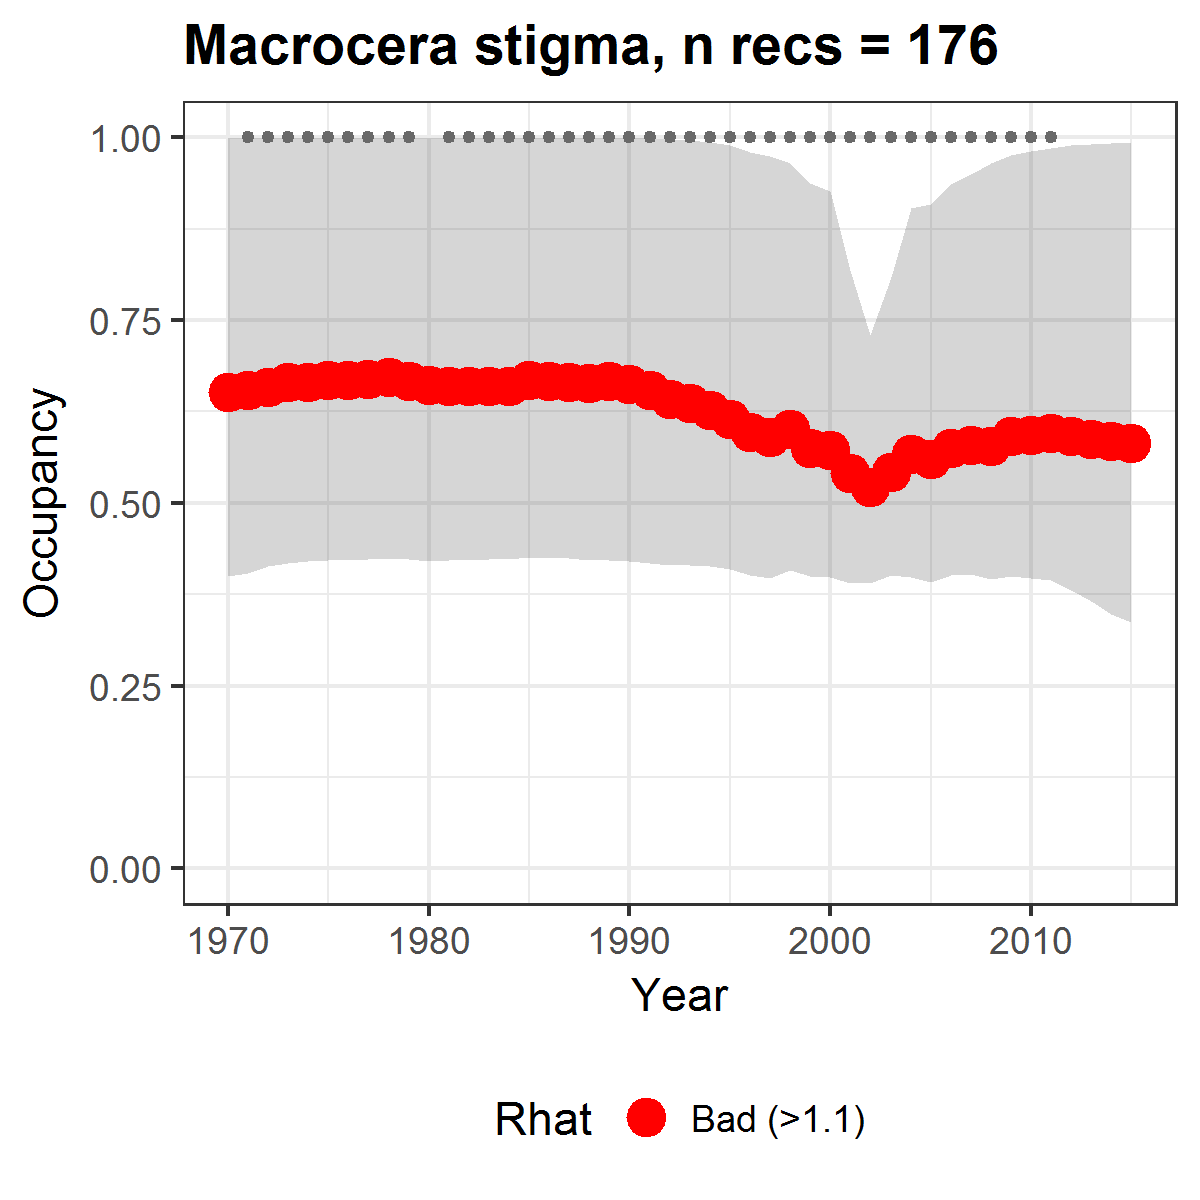 Macrocera stigma, n recs = 176
1.00
0.75
0.50
0.25
0.00
Occupancy
1970 1980 1990 2000 2010
Year
Rhat Bad (>1.1)